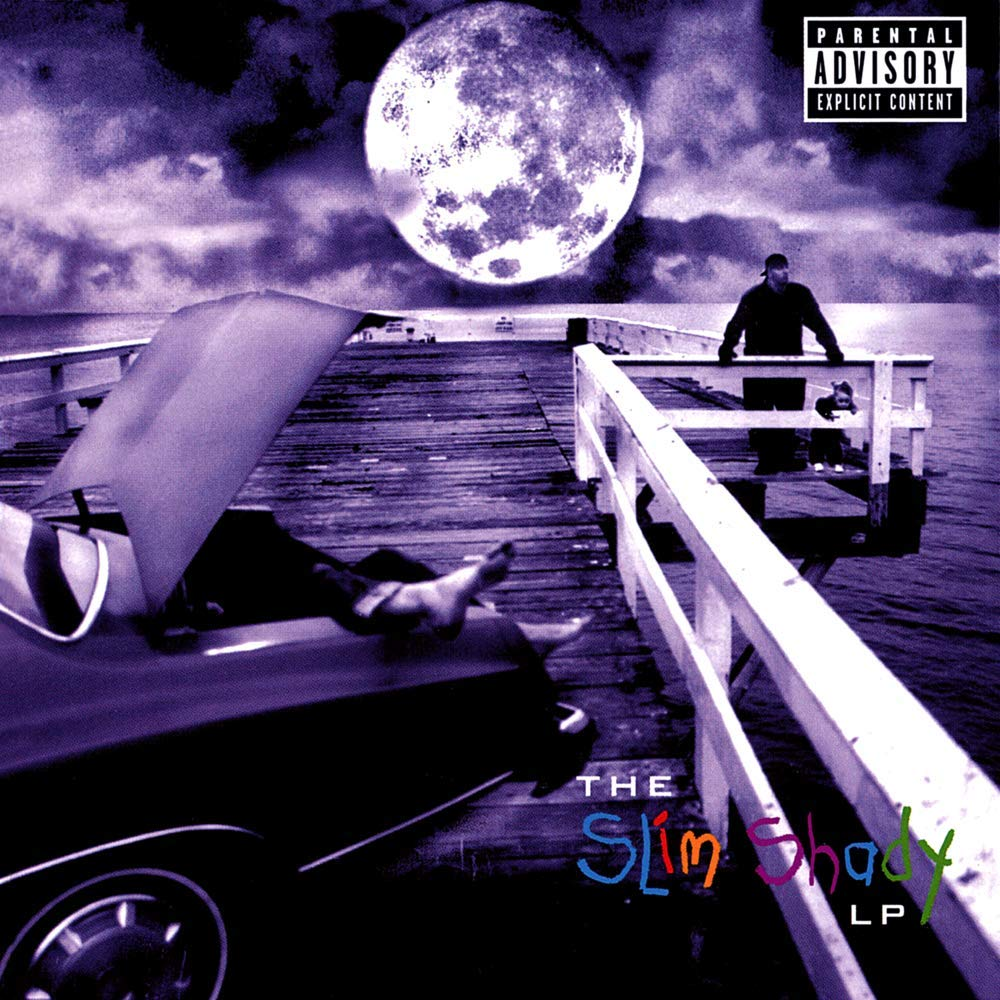 PARENTAL
ADVISORY
EXPLICIT CONTENT
THE
SLim Shady
LP